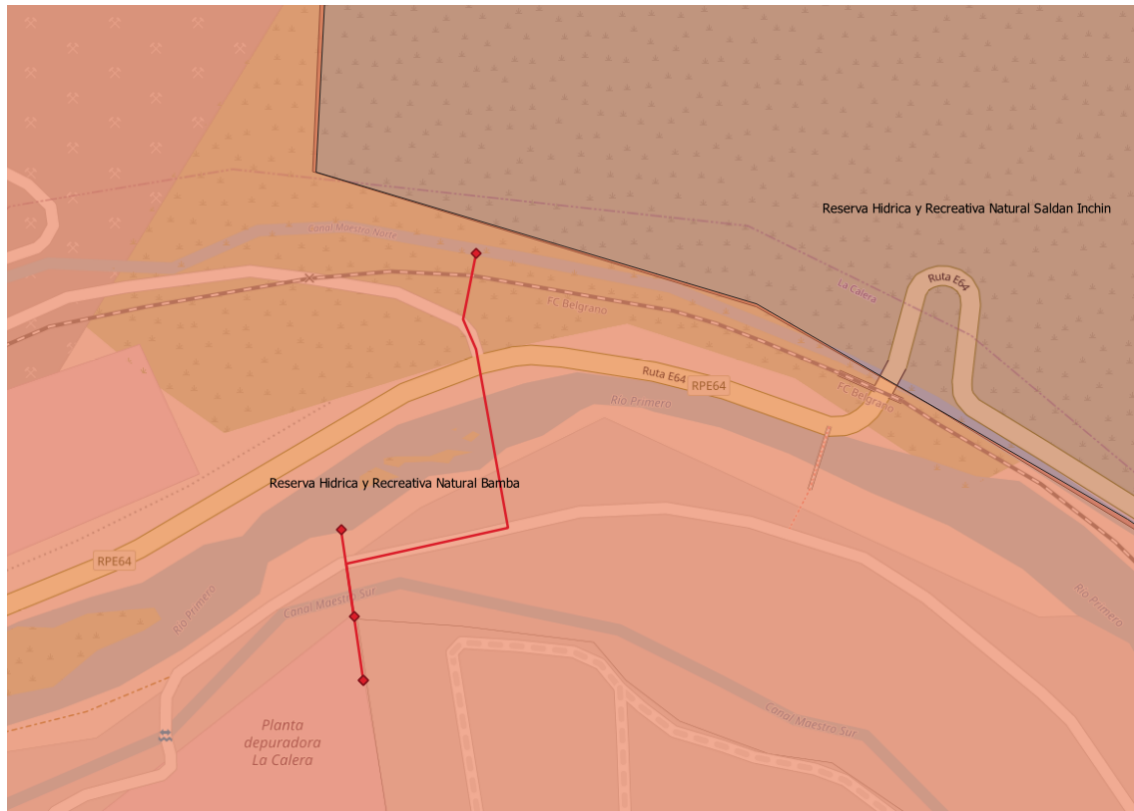 Reserva Hidrica y Recreativa Natural Saldan Inchin
Canal Maestro Norte
Ruta E64
La Calera
FC Belgrano
Ruta E64
RPE64
FC Belgrano
Rio Primero
Reserva Hidrica y Recreativa Natural Bamba
RPE64
Rio Primero
Canal Maestro Sur
Rio Primero
Canal Maestro Sur
Planta
depuradora
La Calera